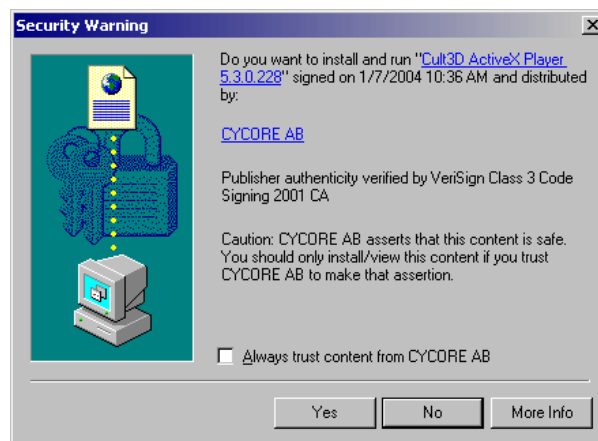 Security Warning
Do you want to install and run "Cult3D ActiveX Player
5.3.0.228" signed on 1/7/2004 10:36 AM and distributed
by:
CYCORE AB
Publisher authenticity verified by VeriSign Class 3 Code
Signing 2001 CA
Caution: CYCORE AB asserts that this content is safe.
You should only install/view this content if you trust
CYCORE AB to make that assertion.
Always trust content from CYCORE AB
Yes No More Info